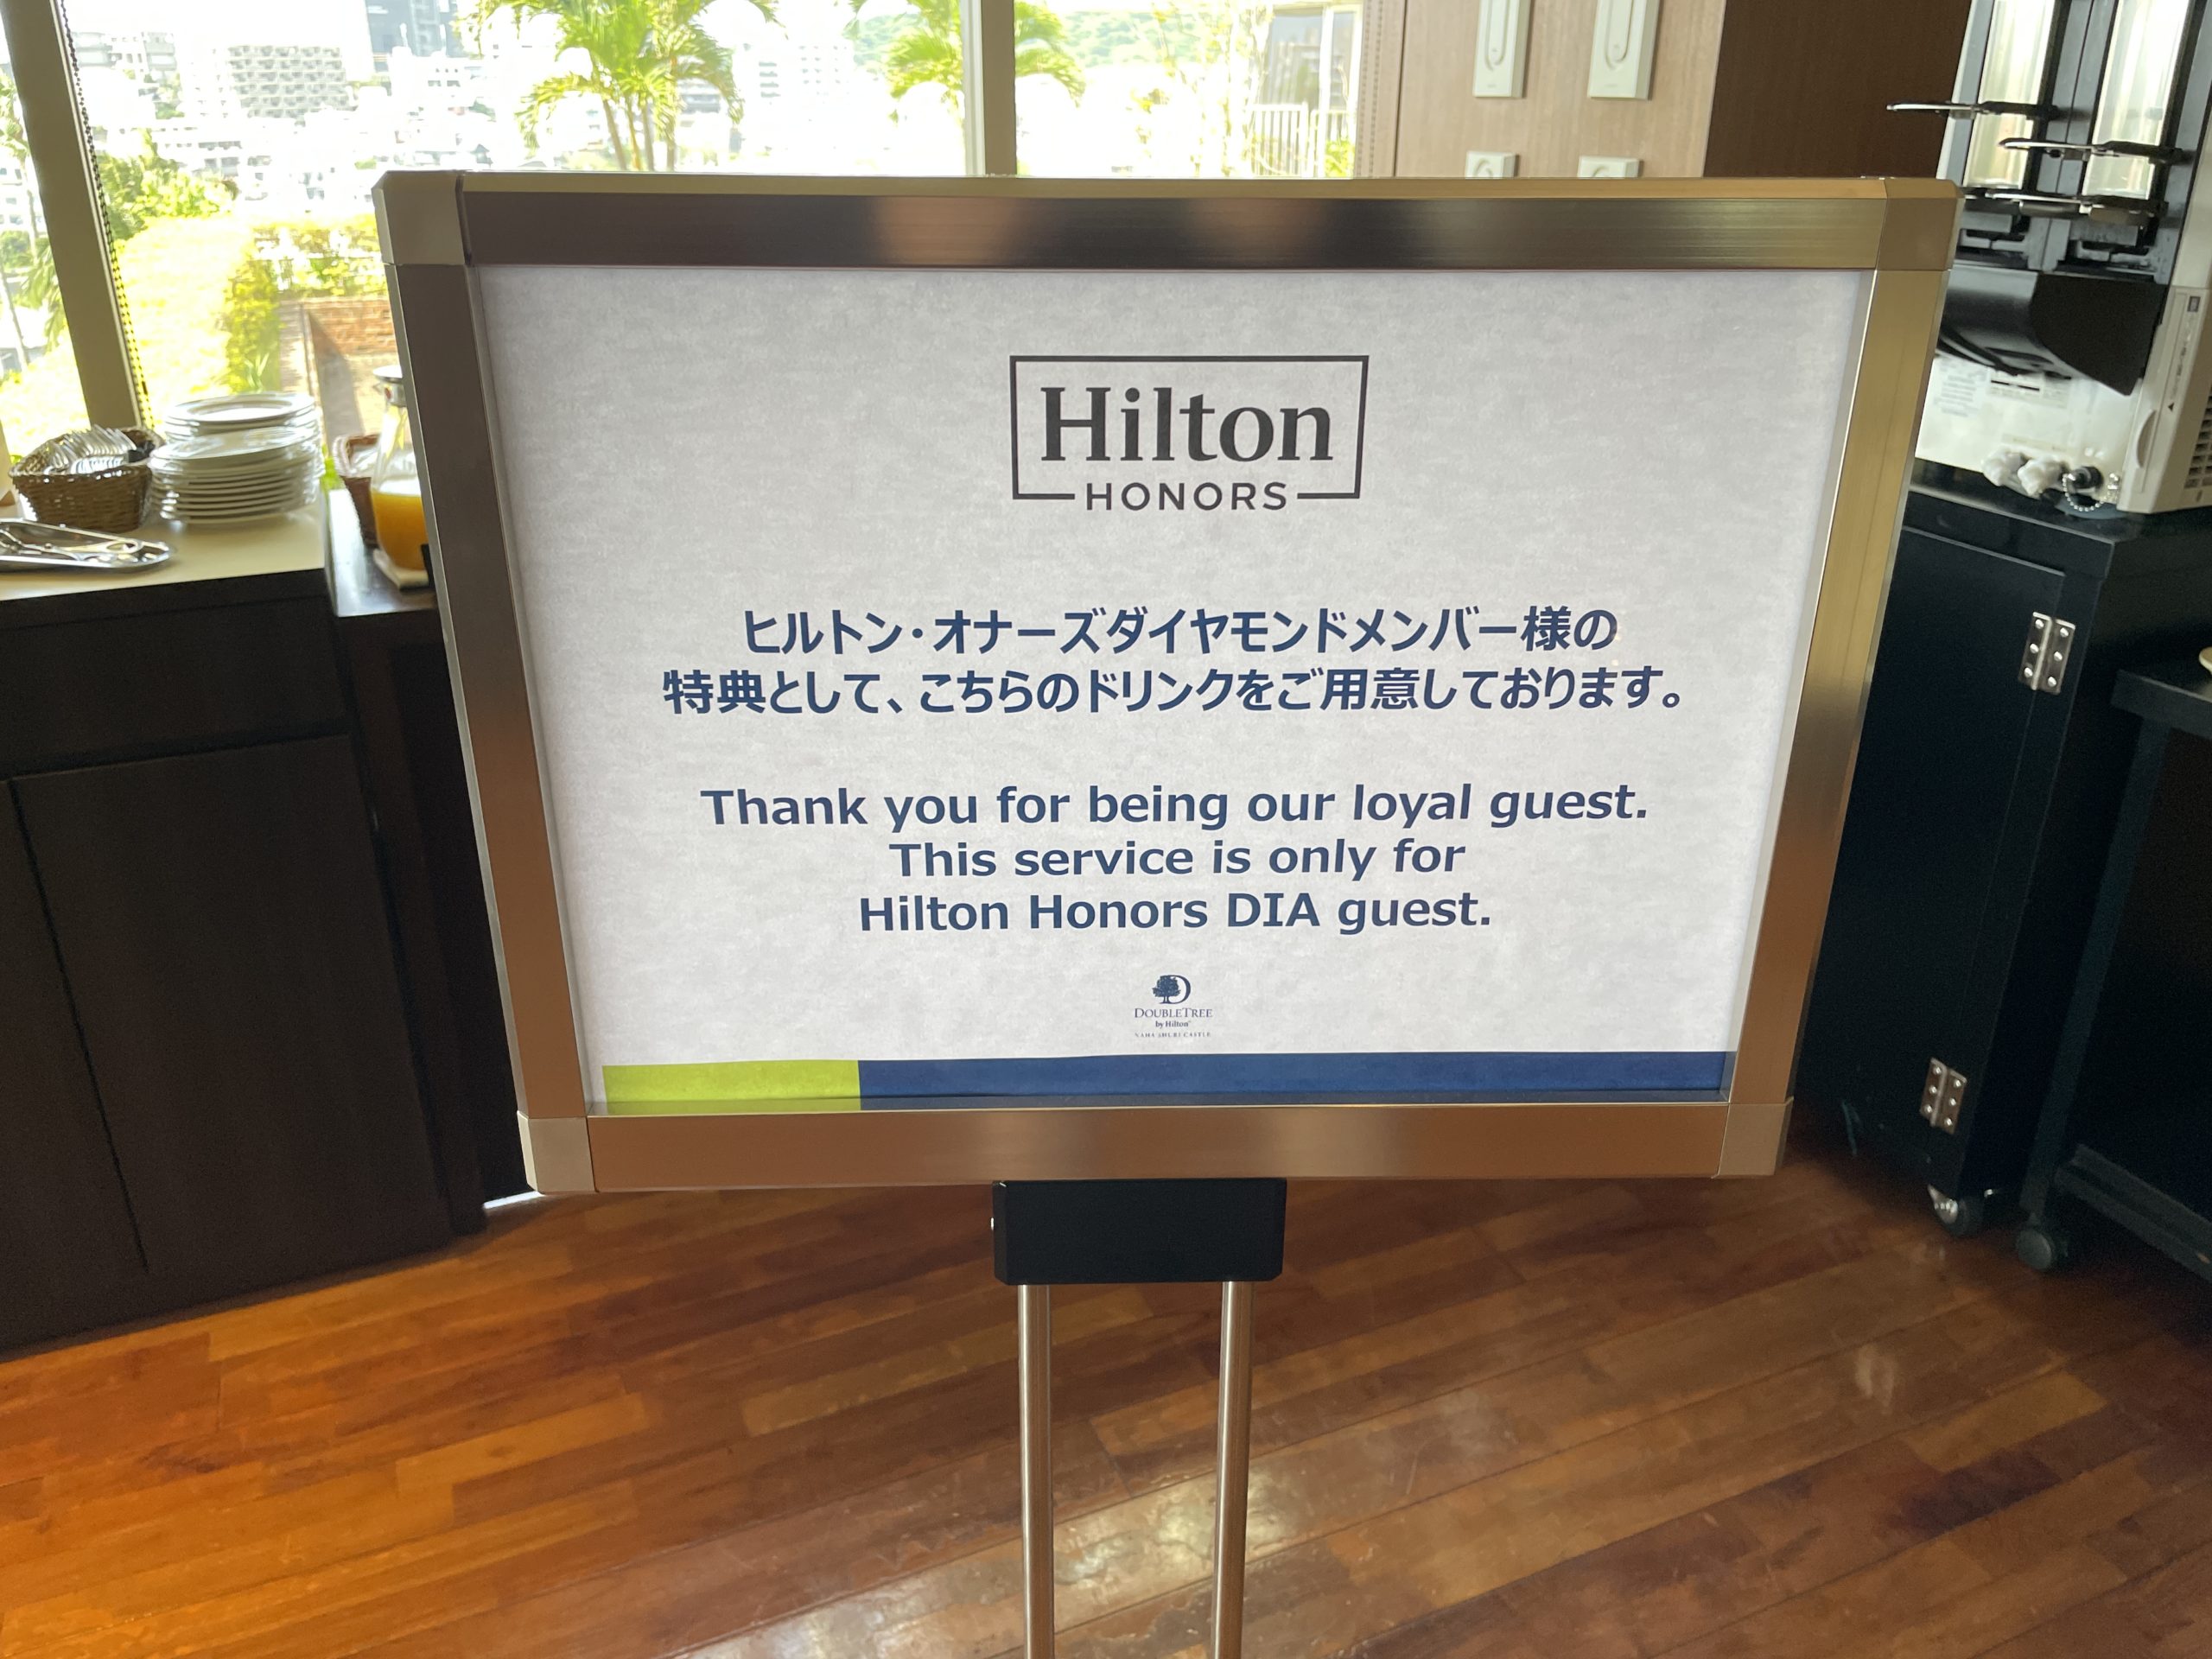 Hilton
HONORS
ヒルトン・オナーズダイヤモンドメンバー様の
特典として、こちらのドリンクをご用意しております。
Thank you for being our loyal guest.
This service is only for
Hilton Honors DIA guest.
DOUBLETREE
by Hilton
NAHA SHURI CASTLE